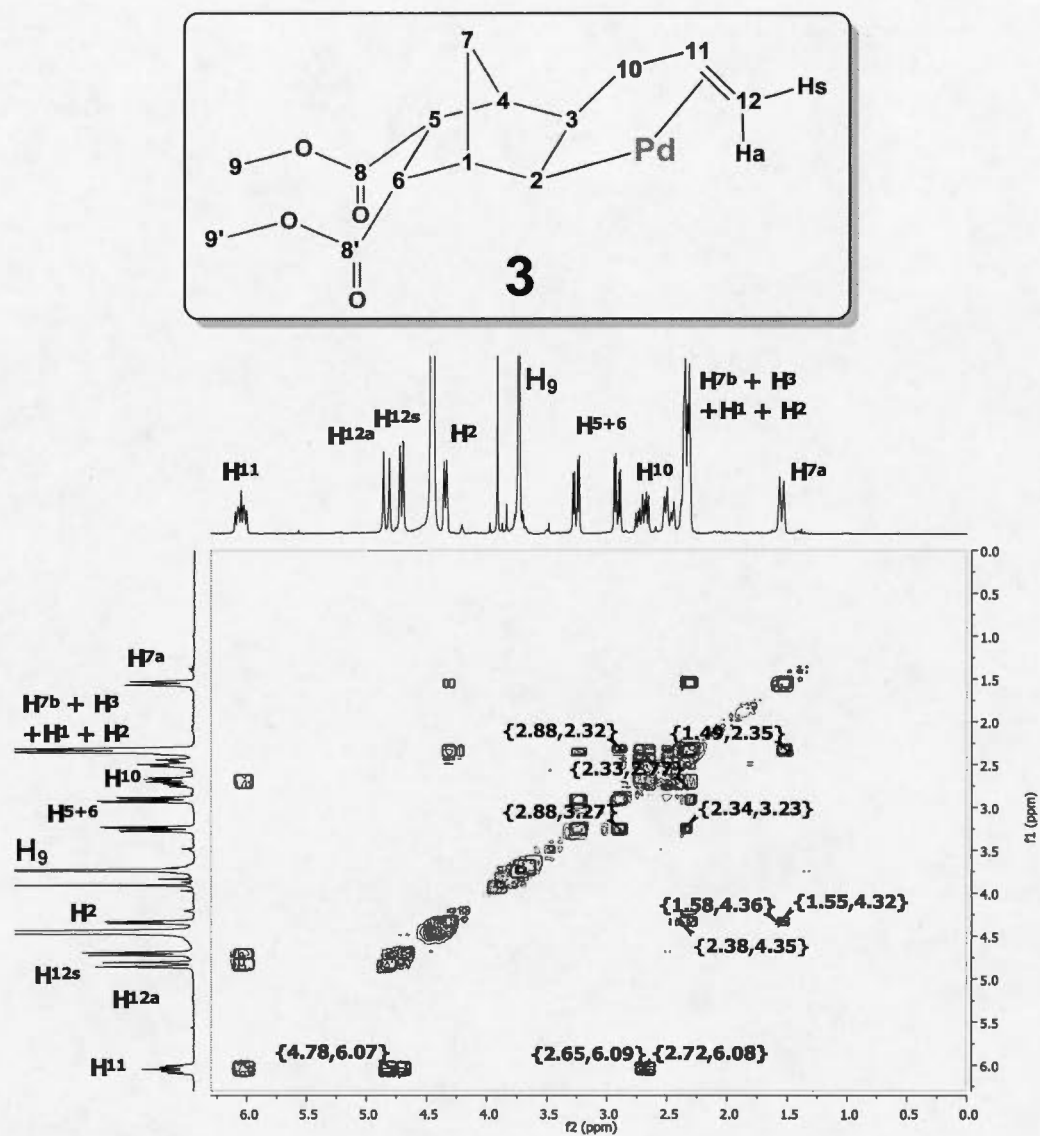 7
11
10
Hs
12
4
3
5
Pd
Ha
9
O
8
1
6
2
O
9'
O
8'
O
3
H9
H7b + H3
+H1 + H2
H12s
H12a
H2
H5+6
H10
H11
H7a
0.0
0.5
1.0
H7a
1.5
H7b + H3
+H1 + H2
{2.88,2.32}
{1.49,2.35}
2.0
H10
{2.33,2.77}
2.5
H5+6
{2.88,3.27}
{2.34,3.23}
3.0
f1 (ppm)
H9
3.5
4.0
H2
{1.58,4.36}
{1.55,4.32}
{2.38,4.35}
4.5
H12s
5.0
H12a
5.5
H11
{4.78,6.07}
{2.65,6.09}
{2.72,6.08}
6.0
6.0 5.5 5.0 4.5 4.0 3.5 3.0 2.5 2.0 1.5 1.0 0.5 0.0
f2 (ppm)